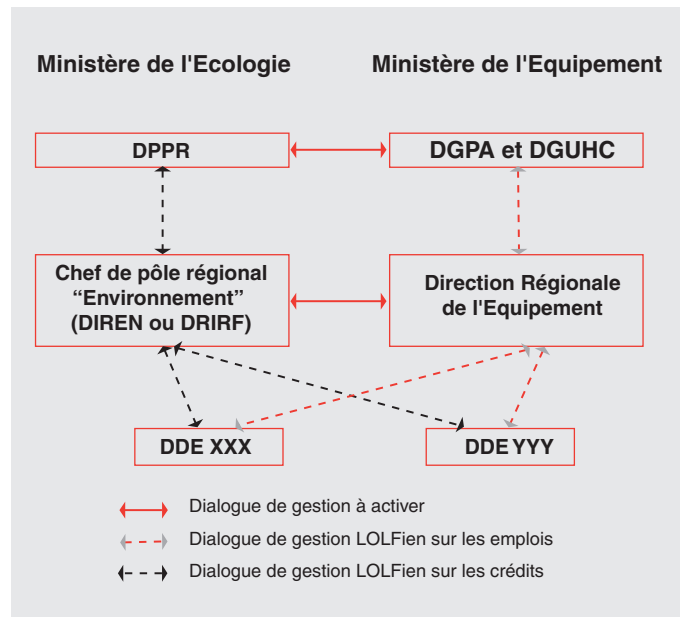 Ministère de l'Ecologie
Ministère de l'Equipement
DPPR
DGPA et DGUHC
Chef de pôle régional
“Environnement”
(DIREN ou DRIRF)
Direction Régionale
de l'Equipement
DDE XXX
DDE YYY
Dialogue de gestion à activer
Dialogue de gestion LOLFien sur les emplois
Dialogue de gestion LOLFien sur les crédits